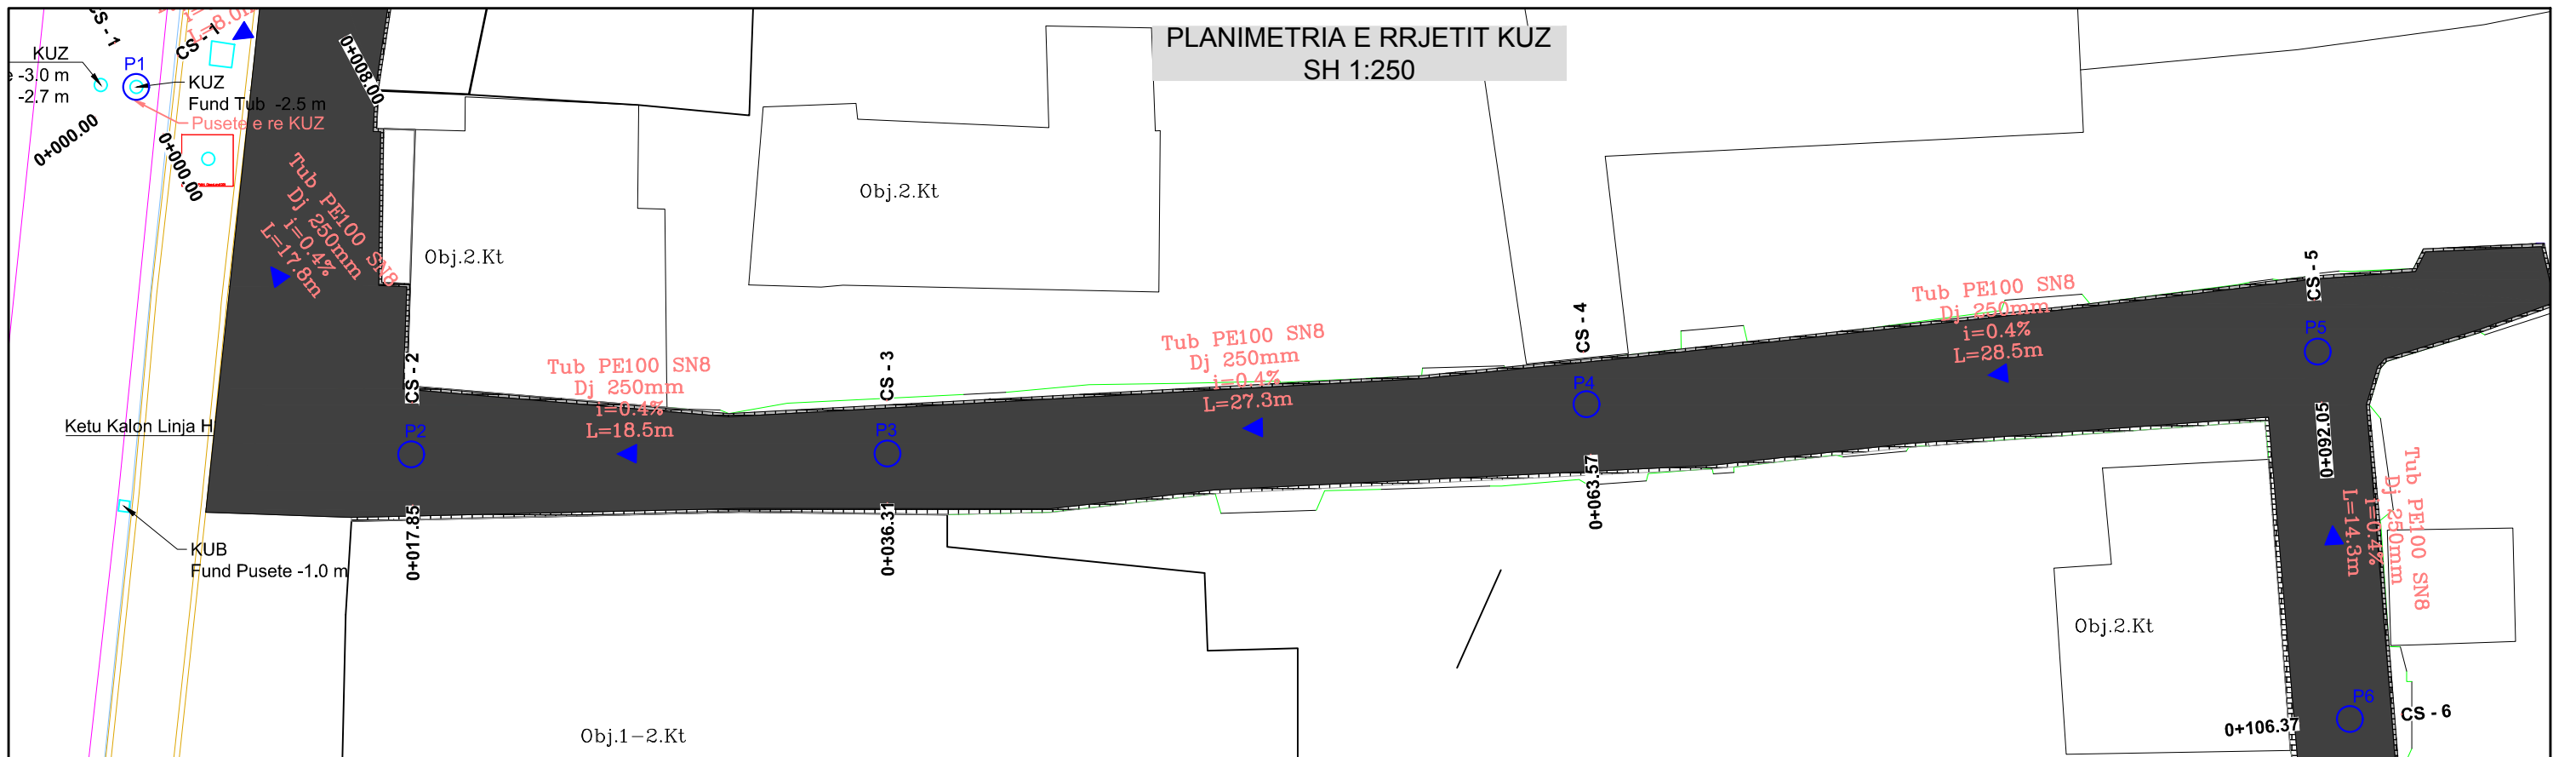 PLANIMETRIA E RRJETIT KUZ
SH 1:250
CS - 1
L=8.0m
CS - 1
KUZ
-3.0 m
-2.7 m
P1
KUZ
Fund Tub -2.5 m
Pusete e re KUZ
0+000.00
0+000.00
0+008.00
Tub PE100 SN8
Dj 250mm
i=0.4%
L=17.8m
Obj.2.Kt
Obj.2.Kt
CS - 2
P2
0+017.85
Tub PE100 SN8
Dj 250mm
i=0.4%
L=18.5m
CS - 3
P3
0+036.31
Tub PE100 SN8
Dj 250mm
i=0.4%
L=27.3m
CS - 4
P4
0+063.57
Tub PE100 SN8
Dj 250mm
i=0.4%
L=28.5m
CS - 5
P5
0+092.05
Tub PE100 SN8
Dj 250mm
i=0.4%
L=14.3m
Ketu Kalon Linja H
KUB
Fund Pusete -1.0 m
Obj.1-2.Kt
Obj.2.Kt
P6
CS - 6
0+106.37